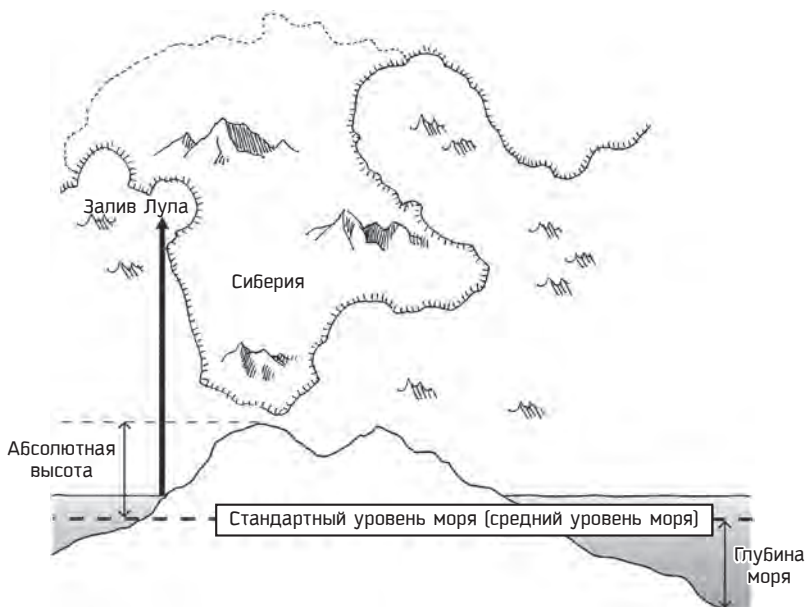 Залив Лула
Сиберия
Абсолютная
высота
Стандартный уровень моря (средний уровень моря)
Глубина
моря